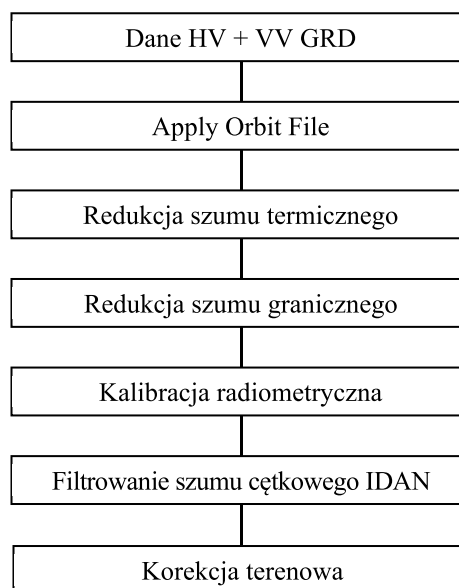 Dane HV + VV GRD
Apply Orbit File
Redukcja szumu termicznego
Redukcja szumu granicznego
Kalibracja radiometryczna
Filtrowanie szumu cętkowego IDAN
Korekcja terenowa